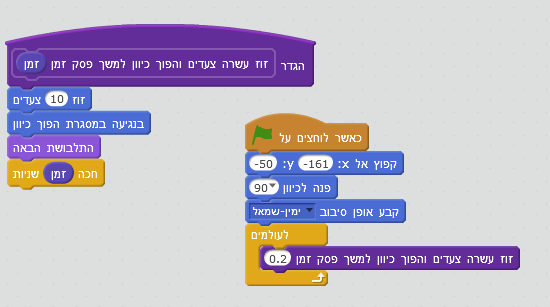 הגדר זוז עשרה צעדים והפוך כיוון למשך פסק זמן זמן
זוז 10 צעדים
בנגיעה במסגרת הפוך כיוון
התלבושת הבאה
חכה זמן שניות
כאשר לוחצים על
קפוץ אל x: -161 y: -50
פנה לכיוון 90
קבע אופן סיבוב ימין-שמאל
לעולמים
זוז עשרה צעדים והפוך כיוון למשך פסק זמן 0.2